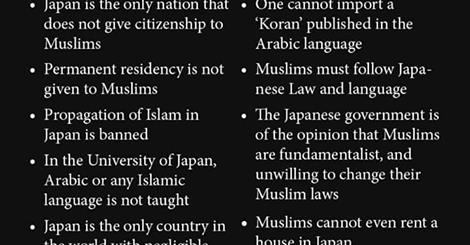 • Japan is the only nation that
does not give citizenship to
Muslims
• Permanent residency is not
given to Muslims
• Propagation of Islam in
Japan is banned
• In the University of Japan,
Arabic or any Islamic
language is not taught
• Japan is the only country in
the world with negligible
• One cannot import a
‘Koran’ published in the
Arabic language
• Muslims must follow Japa-
nese Law and language
• The Japanese government is
of the opinion that Muslims
are fundamentalist, and
unwilling to change their
Muslim laws
• Muslims cannot even rent a
house in Japan